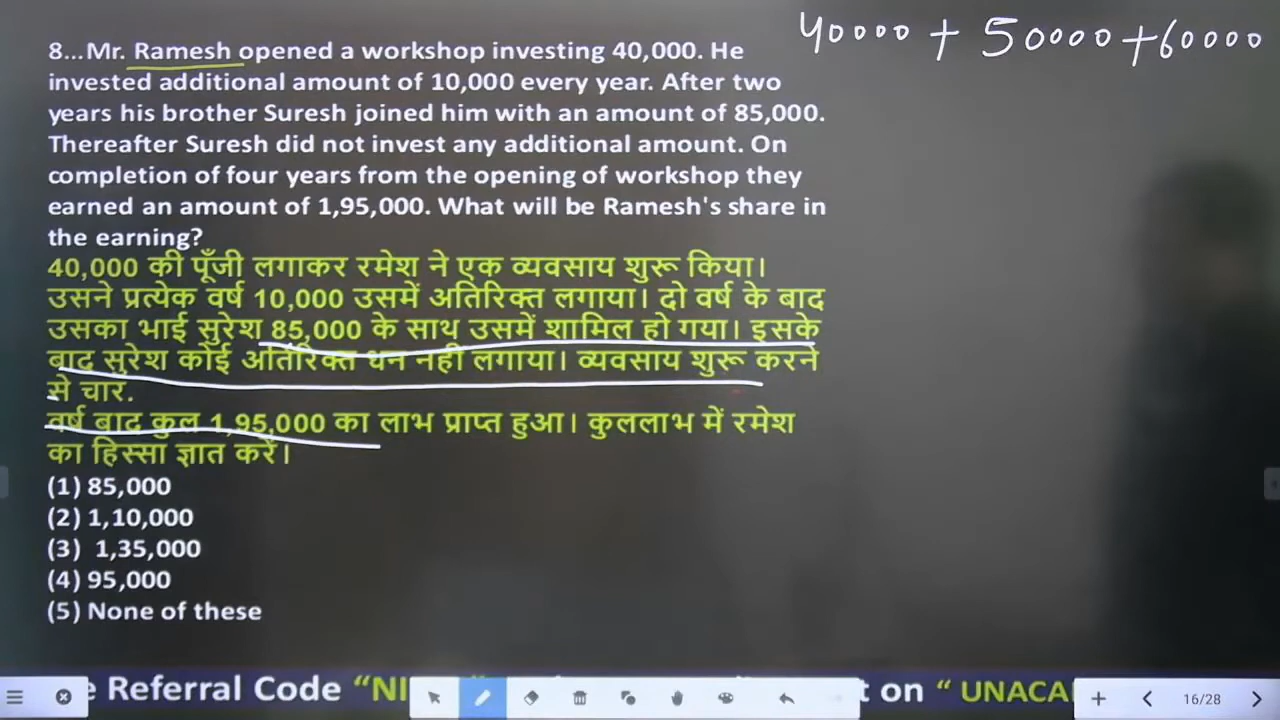 40000 + 50000 + 60000
8...Mr. Ramesh opened a workshop investing 40,000. He
invested additional amount of 10,000 every year. After two
years his brother Suresh joined him with an amount of 85,000.
Thereafter Suresh did not invest any additional amount. On
completion of four years from the opening of workshop they
earned an amount of 1,95,000. What will be Ramesh's share in
the earning?
40,000 की पूँजी लगाकर रमेश ने एक व्यवसाय शुरू किया।
उसने प्रत्येक वर्ष 10,000 उसमें अतिरिक्त लगाया। दो वर्ष के बाद
उसका भाई सुरेश 85,000 के साथ उसमें शामिल हो गया। इसके
बाद सुरेश कोई अतिरिक्त धन नही लगाया। व्यवसाय शुरू करने
से चार.
वर्ष बाद कुल 1,95,000 का लाभ प्राप्त हुआ। कुललाभ में रमेश
का हिस्सा ज्ञात करें।
(1) 85,000
(2) 1,10,000
(3) 1,35,000
(4) 95,000
(5) None of these
Referral Code “NI
on “ UNACA
16/28